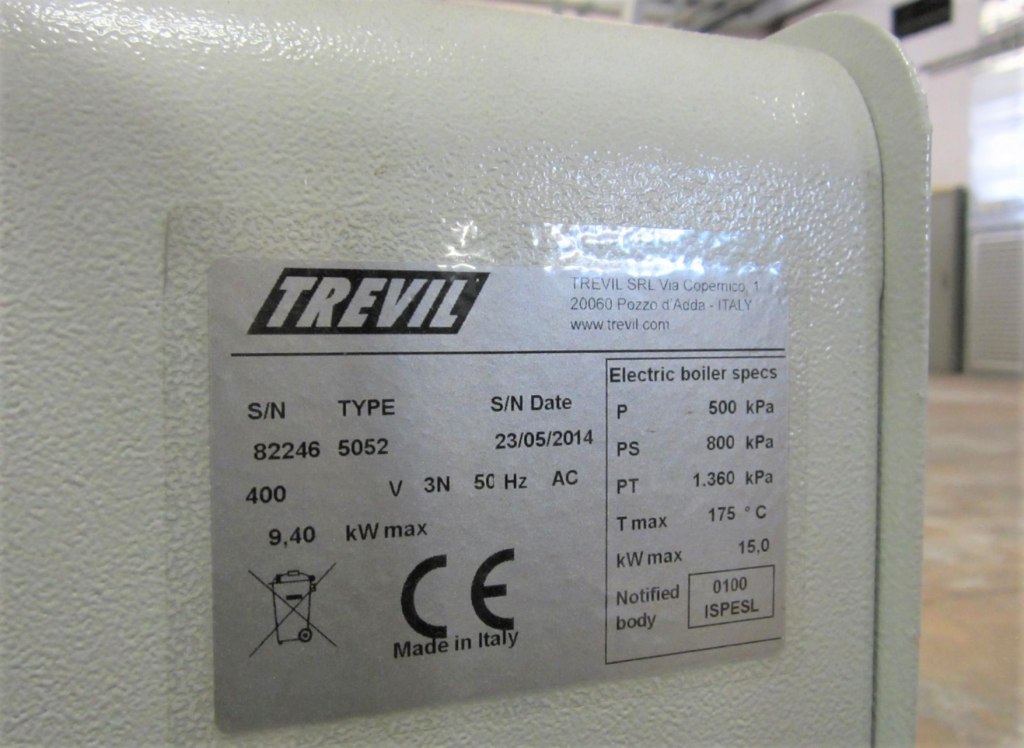 TREVIL
TREVIL SRL Via Copernico, 1
20060 Pozzo d'Adda - ITALY
www.trevil.com
S/N TYPE S/N Date
82246 5052 23/05/2014
400 V 3N 50 Hz AC
9,40 kW max
CE
Made in Italy
Electric boiler specs
P 500 kPa
PS 800 kPa
PT 1.360 kPa
T max 175 ° C
kW max 15,0
Notified body
0100
ISPESL